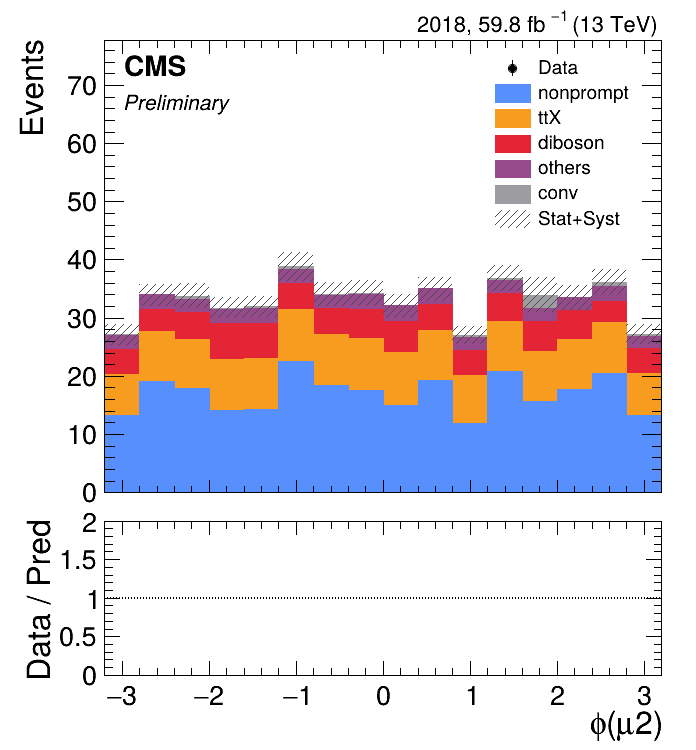 2018, 59.8 fb⁻¹ (13 TeV)
CMS
Preliminary
Data
nonprompt
ttX
diboson
others
conv
Stat+Syst
Events
70
60
50
40
30
20
10
0
Data / Pred
2
1.5
1
0.5
0
−3 −2 −1 0 1 2 3
ϕ(μ2)